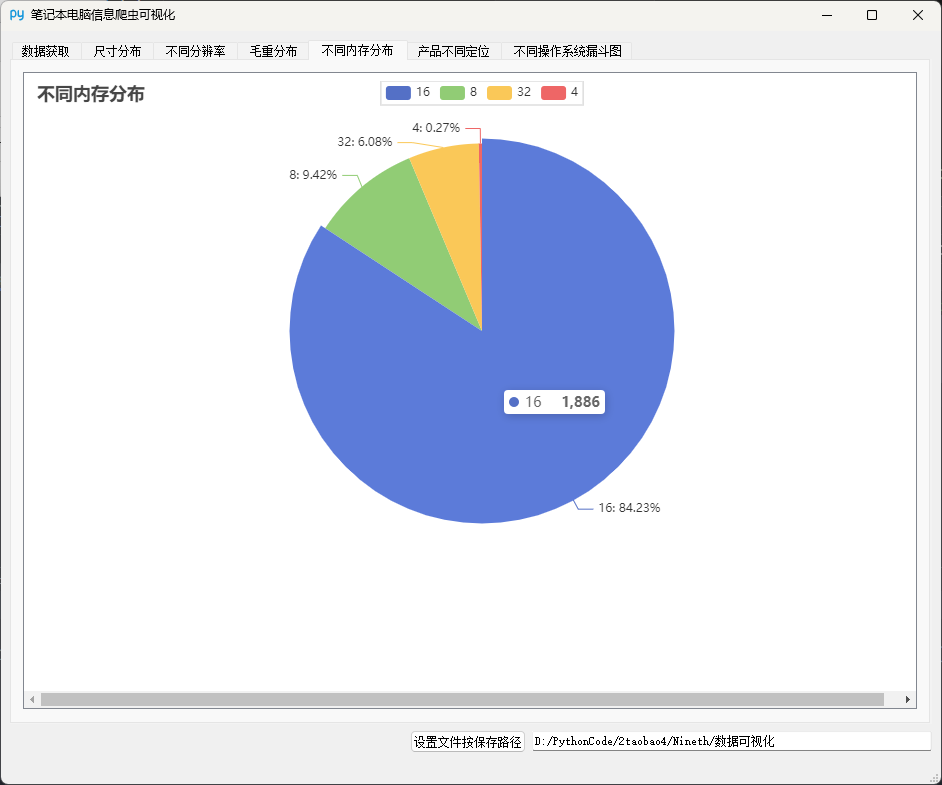 py 笔记本电脑信息爬虫可视化
数据获取 尺寸分布 不同分辨率 毛重分布 不同内存分布 产品不同定位 不同操作系统漏斗图
不同内存分布
16 8 32 4
4: 0.27%
32: 6.08%
8: 9.42%
16 1,886
16: 84.23%
设置文件按保存路径 D:/PythonCode/2taobao4/Nineth/数据可视化